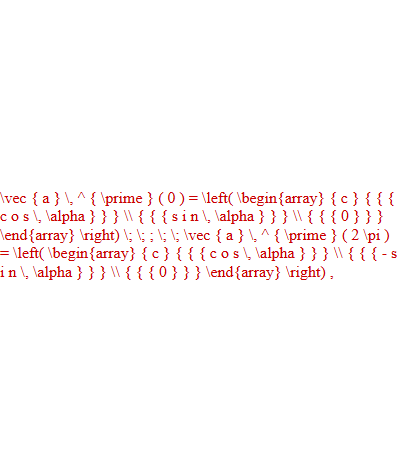 \vec { a } \, ^ { \prime } ( 0 ) = \left( \begin{array} { c } { { {
c o s \, \alpha } } } \\ { { { s i n \, \alpha } } } \\ { { { 0 } } }
\end{array} \right) \; \; ; \; \; \vec { a } \, ^ { \prime } ( 2 \pi )
= \left( \begin{array} { c } { { { c o s \, \alpha } } } \\ { { { - s
i n \, \alpha } } } \\ { { { 0 } } } \end{array} \right) ,